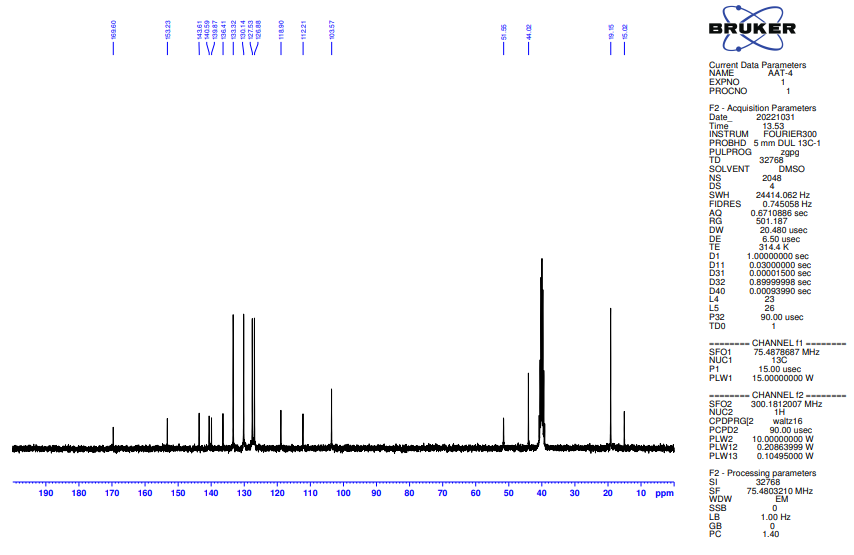 169.60
153.23
143.61
140.59
139.87
136.41
133.32
130.14
127.53
126.88
118.90
112.21
103.57
51.55
44.02
19.15
15.02
190 180 170 160 150 140 130 120 110 100 90 80 70 60 50 40 30 20 10 ppm
BRUKER
Current Data Parameters
NAME AAT-4
EXPNO 1
PROCNO 1
F2 - Acquisition Parameters
Date_ 20221031
Time 13.53
INSTRUM FOURIER300
PROBHD 5 mm DUL 13C-1
PULPROG zgpg
TD 32768
SOLVENT DMSO
NS 2048
DS 4
SWH 24414.062 Hz
FIDRES 0.745058 Hz
AQ 0.6710886 sec
RG 501.187
DW 20.480 usec
DE 6.50 usec
TE 314.4 K
D1 1.00000000 sec
D11 0.03000000 sec
D31 0.00001500 sec
D32 0.89999998 sec
D40 0.00093990 sec
L4 23
L5 26
P32 90.00 usec
TD0 1
======== CHANNEL f1 ========
SFO1 75.4878687 MHz
NUC1 13C
P1 15.00 usec
PLW1 15.00000000 W
======== CHANNEL f2 ========
SFO2 300.1812007 MHz
NUC2 1H
CPDPRG[2 waltz16
PCPD2 90.00 usec
PLW2 10.00000000 W
PLW12 0.20863999 W
PLW13 0.10495000 W
F2 - Processing parameters
SI 32768
SF 75.4803210 MHz
WDW EM
SSB 0
LB 1.00 Hz
GB 0
PC 1.40